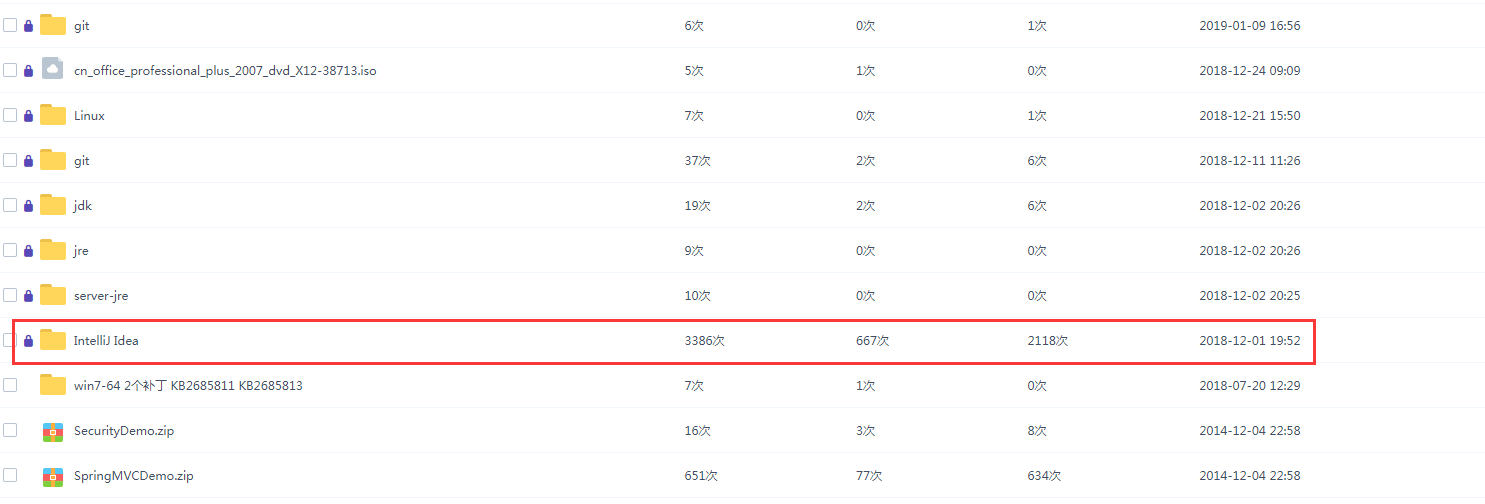 git 6次 0次 1次 2019-01-09 16:56
cn_office_professional_plus_2007_dvd_X12-38713.iso 5次 1次 0次 2018-12-24 09:09
Linux 7次 0次 1次 2018-12-21 15:50
git 37次 2次 6次 2018-12-11 11:26
jdk 19次 2次 6次 2018-12-02 20:26
jre 9次 0次 0次 2018-12-02 20:26
server-jre 10次 0次 0次 2018-12-02 20:25
IntelliJ Idea 3386次 667次 2118次 2018-12-01 19:52
win7-64 2个补丁 KB2685811 KB2685813 7次 1次 0次 2018-07-20 12:29
SecurityDemo.zip 16次 3次 8次 2014-12-04 22:58
SpringMVCDemo.zip 651次 77次 634次 2014-12-04 22:58